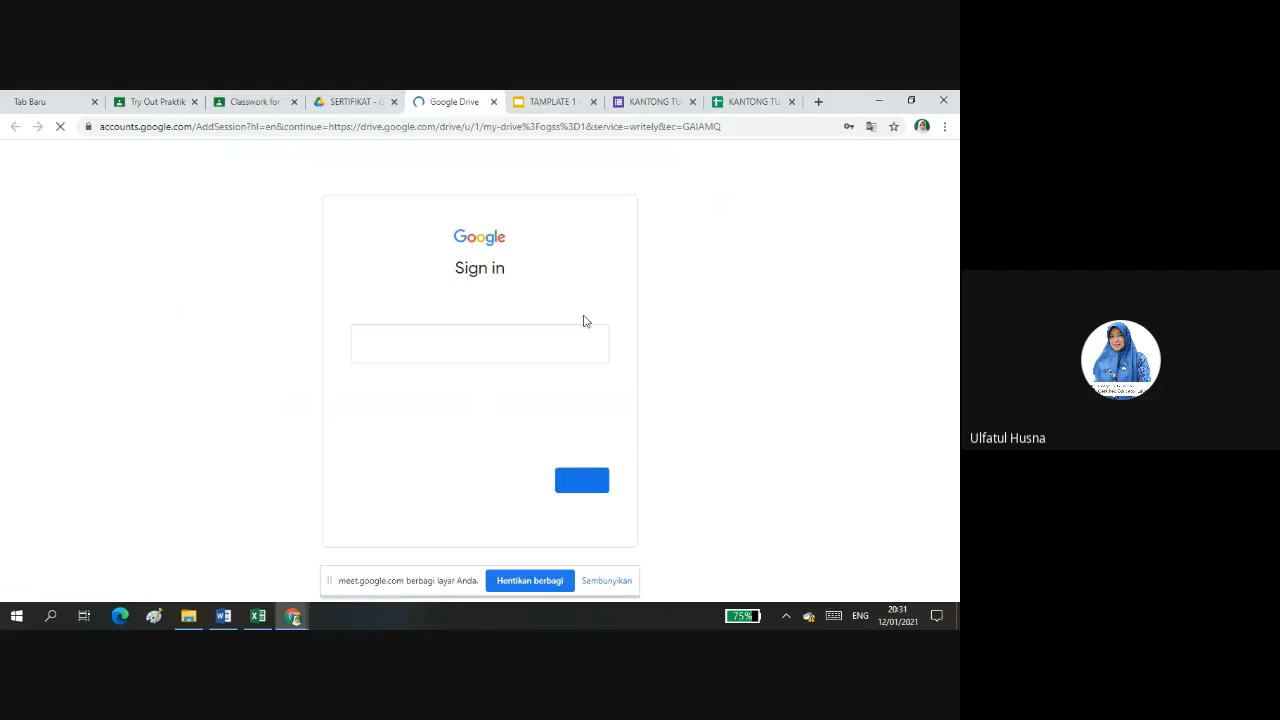 Tab Baru
Try Out Praktik
Classwork for
SERTIFIKAT - G
Google Drive
TAMPLATE 1 -
KANTONG TU
KANTONG TU
accounts.google.com/AddSession?hl=en&continue=https://drive.google.com/drive/u/1/my-drive%3Fogss%3D1&service=writely&ec=GAlAMQ
Google
Sign in
Ulfatul Husna
meet.google.com berbagi layar Anda.
Hentikan berbagi
Sembunyikan
75%
ENG
20:31
12/01/2021